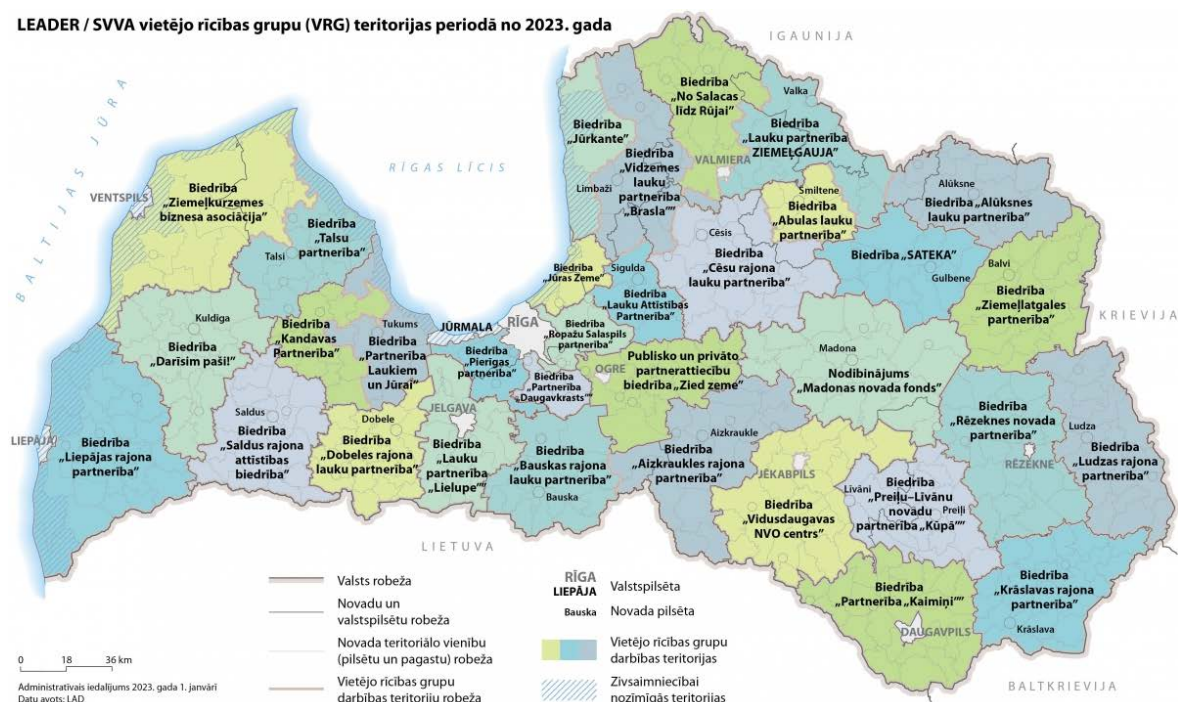 LEADER / SVVA vietējo rīcības grupu (VRG) teritorijas periodā no 2023. gada
IGAUNIJA
BALTIJAS JŪRA
RĪGAS LĪCIS
VENTSPILS
Biedrība
„Ziemeļkurzemes
biznesa asociācija”
Talsi
Biedrība
„Talsu
partnerība”
Biedrība
„Jūrkante”
Limbaži
Biedrība
„Vidzemes
lauku
partnerība
„Brasla””
Biedrība
„No Salacas
līdz Rūjai”
VALMIERA
Valka
Biedrība
„Lauku partnerība
ZIEMEĻGAUJA”
Smiltene
Biedrība
„Abulas lauku
partnerība”
Alūksne
Biedrība „Alūksnes
lauku partnerība”
Cēsis
Biedrība
„Cēsu rajona
lauku partnerība”
Biedrība „SATEKA”
Gulbene
Balvi
Biedrība
„Ziemeļlatgales
partnerība”
KRIEVIJA
Biedrība
„Jūras Zeme”
Sigulda
Biedrība
„Lauku Attīstības
Partnerība”
Kuldīga
Biedrība
„Darīsim paši!”
Biedrība
„Kandavas
Partnerība”
Tukums
Biedrība
„Partnerība
Laukiem
un Jūrai”
JŪRMALA
RĪGA
Biedrība
„Ropažu Salaspils
partnerība”
Biedrība
„Pierīgas
partnerība”
Biedrība
„Partnerība
„Daugavkrasts””
OGRE
Publisko un privāto
partnerattiecību
biedrība „Zied zeme”
Madona
Nodibinājums
„Madonas novada fonds”
LIEPĀJA
Biedrība
„Liepājas rajona
partnerība”
Saldus
Biedrība
„Saldus rajona
attīstības
biedrība”
Dobele
Biedrība
„Dobeles rajona
lauku partnerība”
JELGAVA
Biedrība
„Lauku
partnerība
„Lielupe””
Biedrība
„Bauskas rajona
lauku partnerība”
Bauska
Aizkraukle
Biedrība
„Aizkraukles rajona
partnerība”
JĒKABPILS
Biedrība
„Vidusdaugavas
NVO centrs”
Līvāni
Biedrība
„Preiļu–Līvānu
novadu
partnerība „Kūpā””
Preiļi
Biedrība
„Rēzeknes novada
partnerība”
RĒZEKNE
Ludza
Biedrība
„Ludzas rajona
partnerība”
Biedrība
„Partnerība „Kaimiņi””
DAUGAVPILS
Biedrība
„Krāslavas rajona
partnerība”
Krāslava
LIETUVA
BALTKRIEVIJA
Valsts robeža
Novadu un
valstspilsētu robeža
Novada teritoriālo vienību
(pilsētu un pagastu) robeža
Vietējo rīcības grupu
darbības teritoriju robeža
RĪGA
LIEPĀJA
Valstspilsēta
Bauska
Novada pilsēta
Vietējo rīcības grupu
darbības teritorijas
Zivsaimniecībai
nozīmīgās teritorijas
0 18 36 km
Administratīvais iedalījums 2023. gada 1. janvārī
Datu avots: LAD